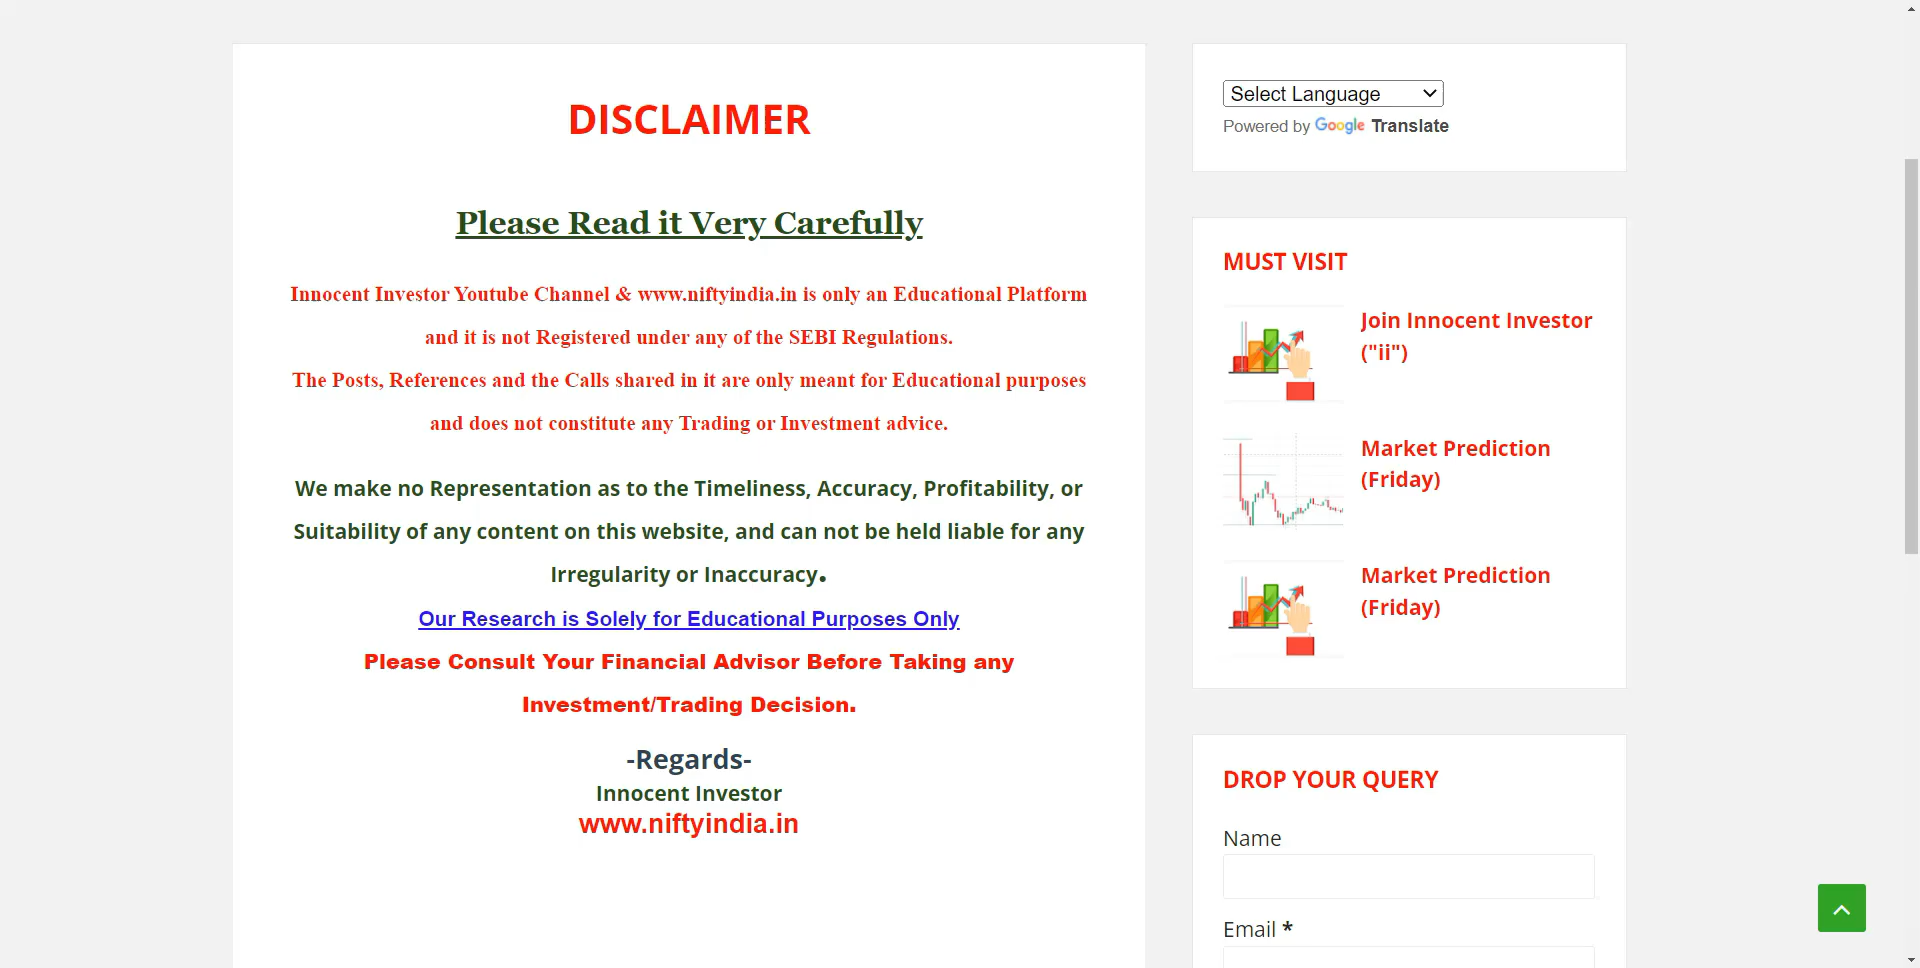 DISCLAIMER
Please Read it Very Carefully
Innocent Investor Youtube Channel & www.niftyindia.in is only an Educational Platform
and it is not Registered under any of the SEBI Regulations.
The Posts, References and the Calls shared in it are only meant for Educational purposes
and does not constitute any Trading or Investment advice.
We make no Representation as to the Timeliness, Accuracy, Profitability, or
Suitability of any content on this website, and can not be held liable for any
Irregularity or Inaccuracy.
Our Research is Solely for Educational Purposes Only
Please Consult Your Financial Advisor Before Taking any
Investment/Trading Decision.
-Regards-
Innocent Investor
www.niftyindia.in
Select Language
Powered by Google Translate
MUST VISIT
Join Innocent Investor
("ii")
Market Prediction
(Friday)
Market Prediction
(Friday)
DROP YOUR QUERY
Name
Email *